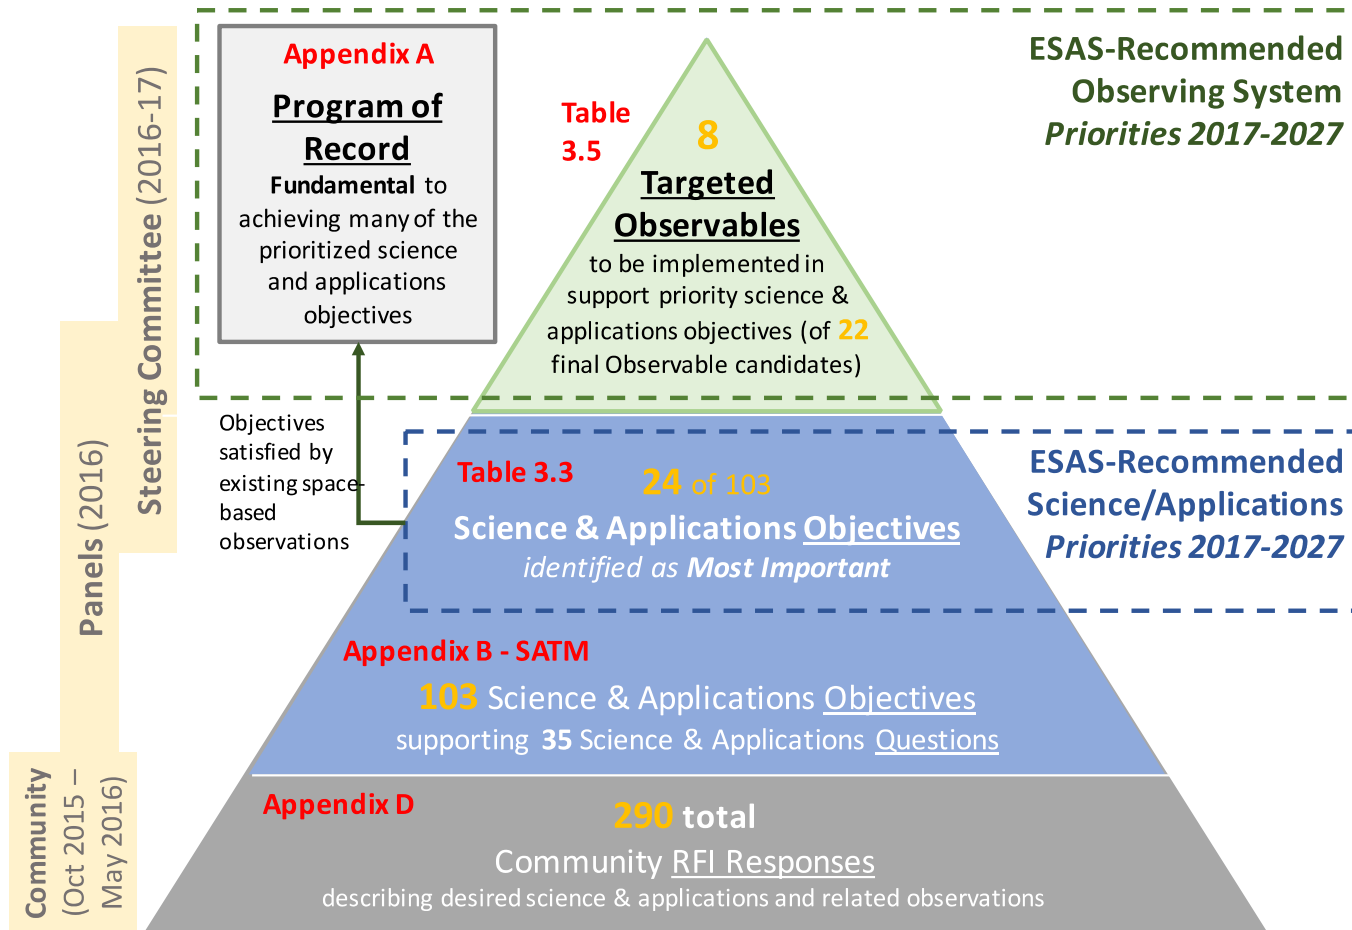 Appendix A
Program of
Record
Fundamental to
achieving many of the
prioritized science
and applications
objectives
Table
3.5
8
Targeted
Observables
to be implemented in
support priority science &
applications objectives (of 22
final Observable candidates)
ESAS-Recommended
Observing System
Priorities 2017-2027
Steering Committee (2016-17)
Panels (2016)
Community
(Oct 2015 –
May 2016)
Objectives
satisfied by
existing space-
based
observations
Table 3.3
24 of 103
Science & Applications Objectives
identified as Most Important
ESAS-Recommended
Science/Applications
Priorities 2017-2027
Appendix B - SATM
103 Science & Applications Objectives
supporting 35 Science & Applications Questions
Appendix D
290 total
Community RFI Responses
describing desired science & applications and related observations